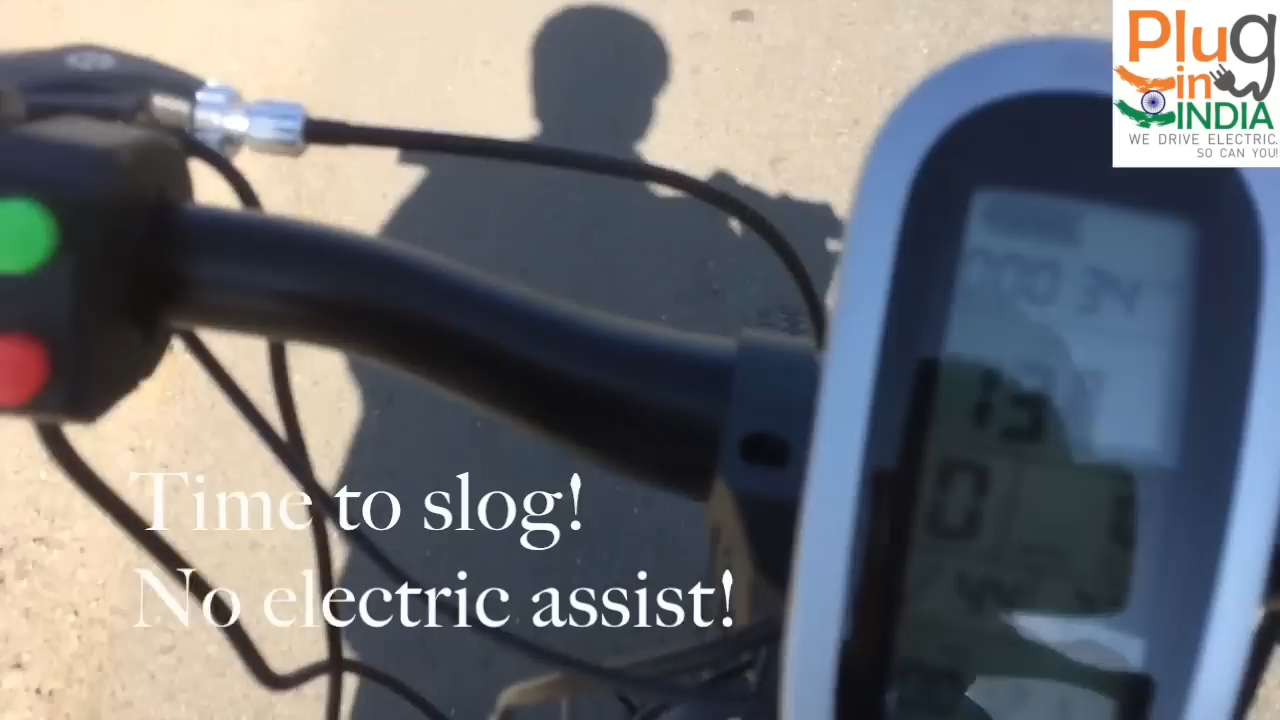 Plug
in
INDIA
WE DRIVE ELECTRIC.
SO CAN YOU!
Time to slog!
No electric assist!